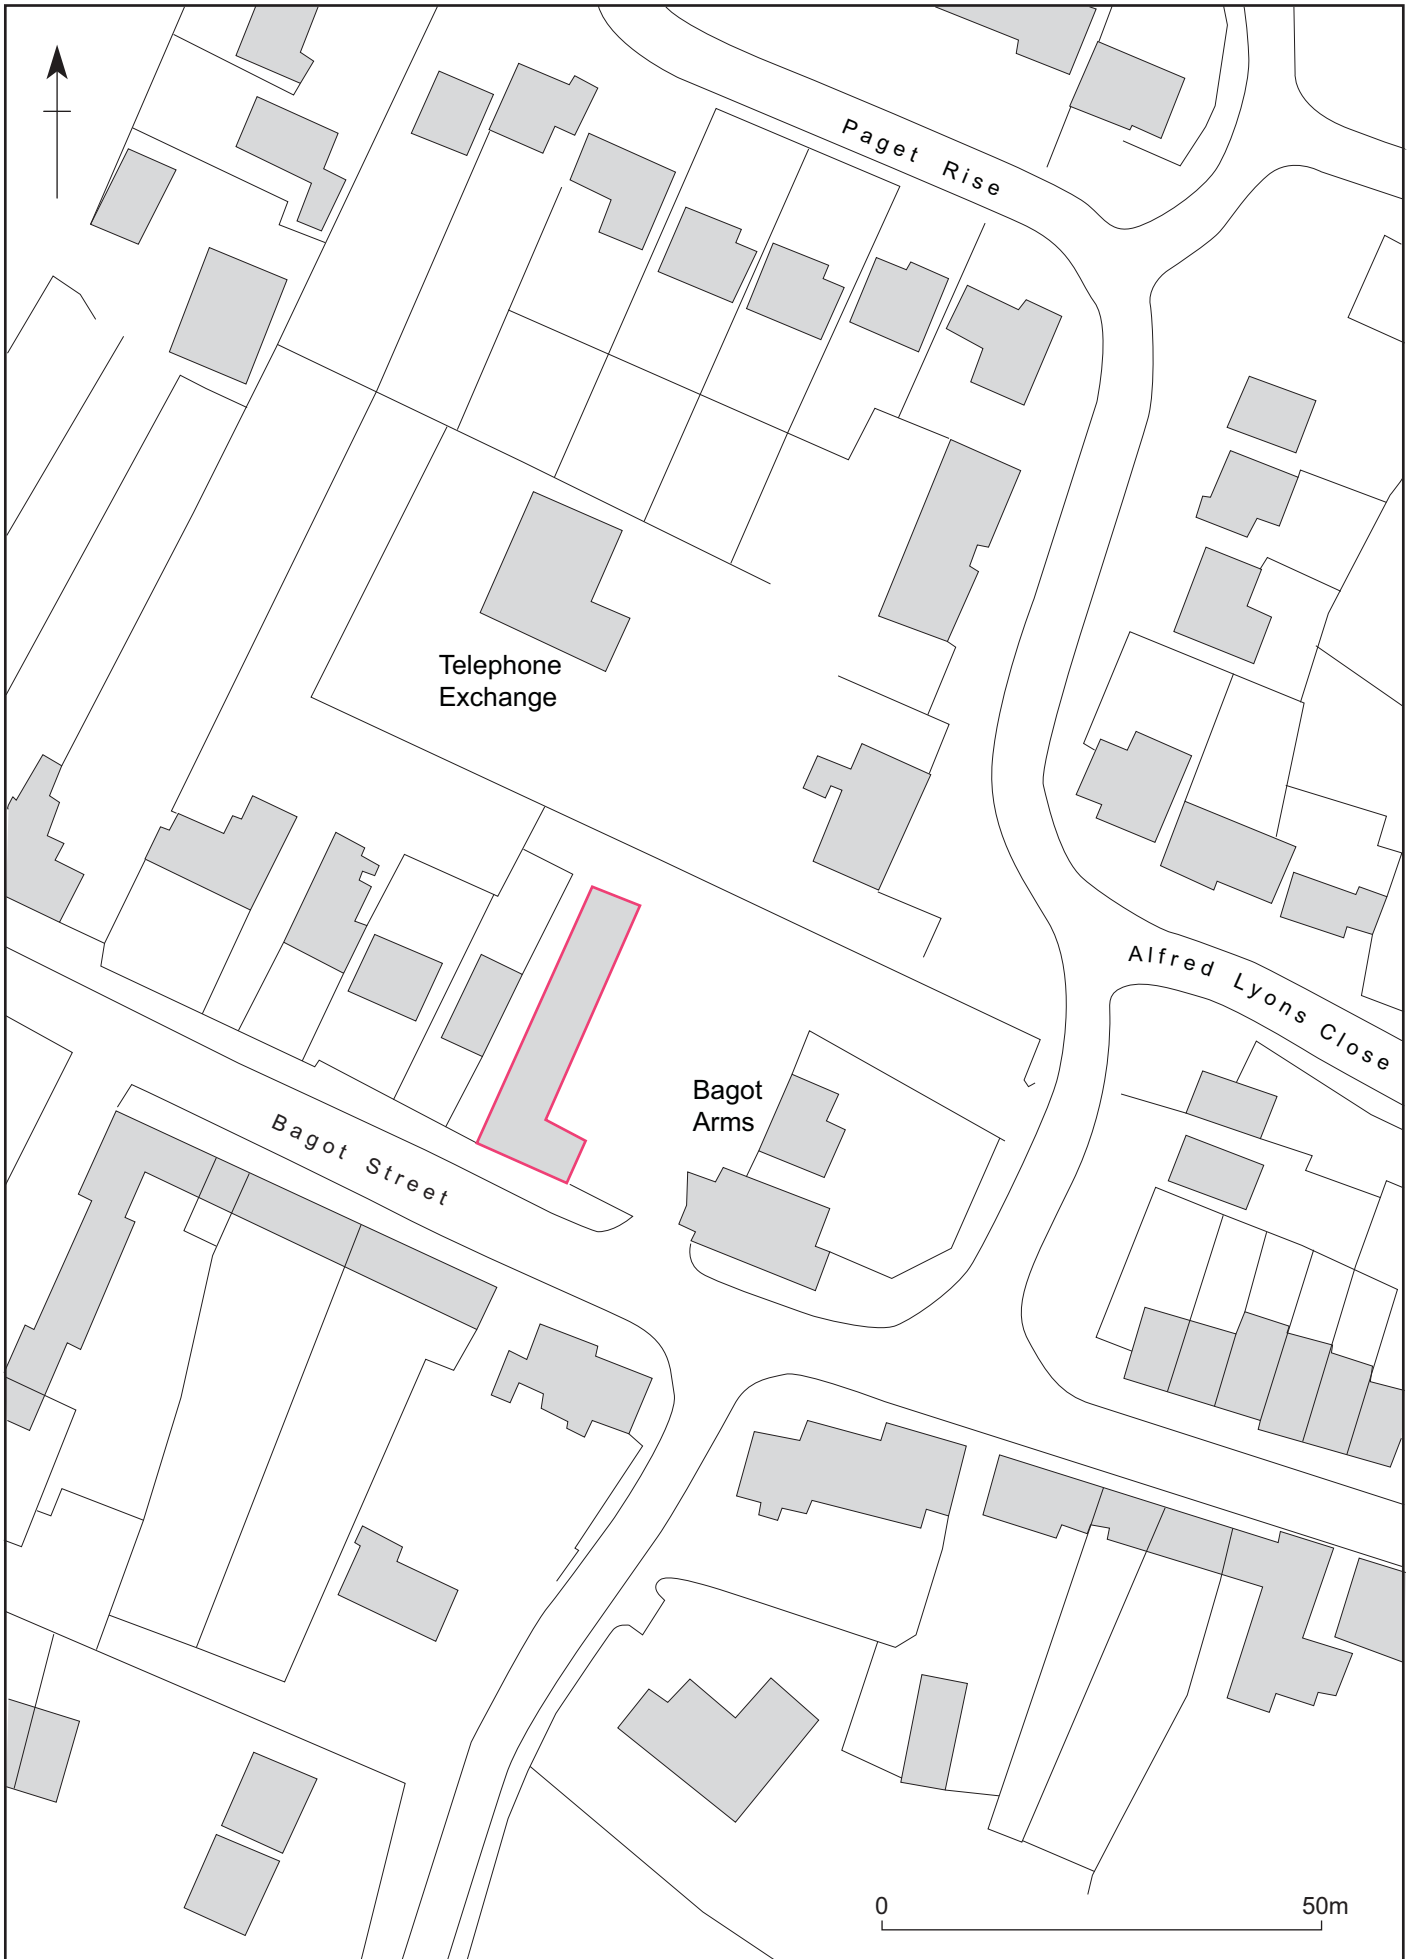 Paget Rise
Telephone
Exchange
Alfred Lyons Close
Bagot
Arms
Bagot Street
0 50m